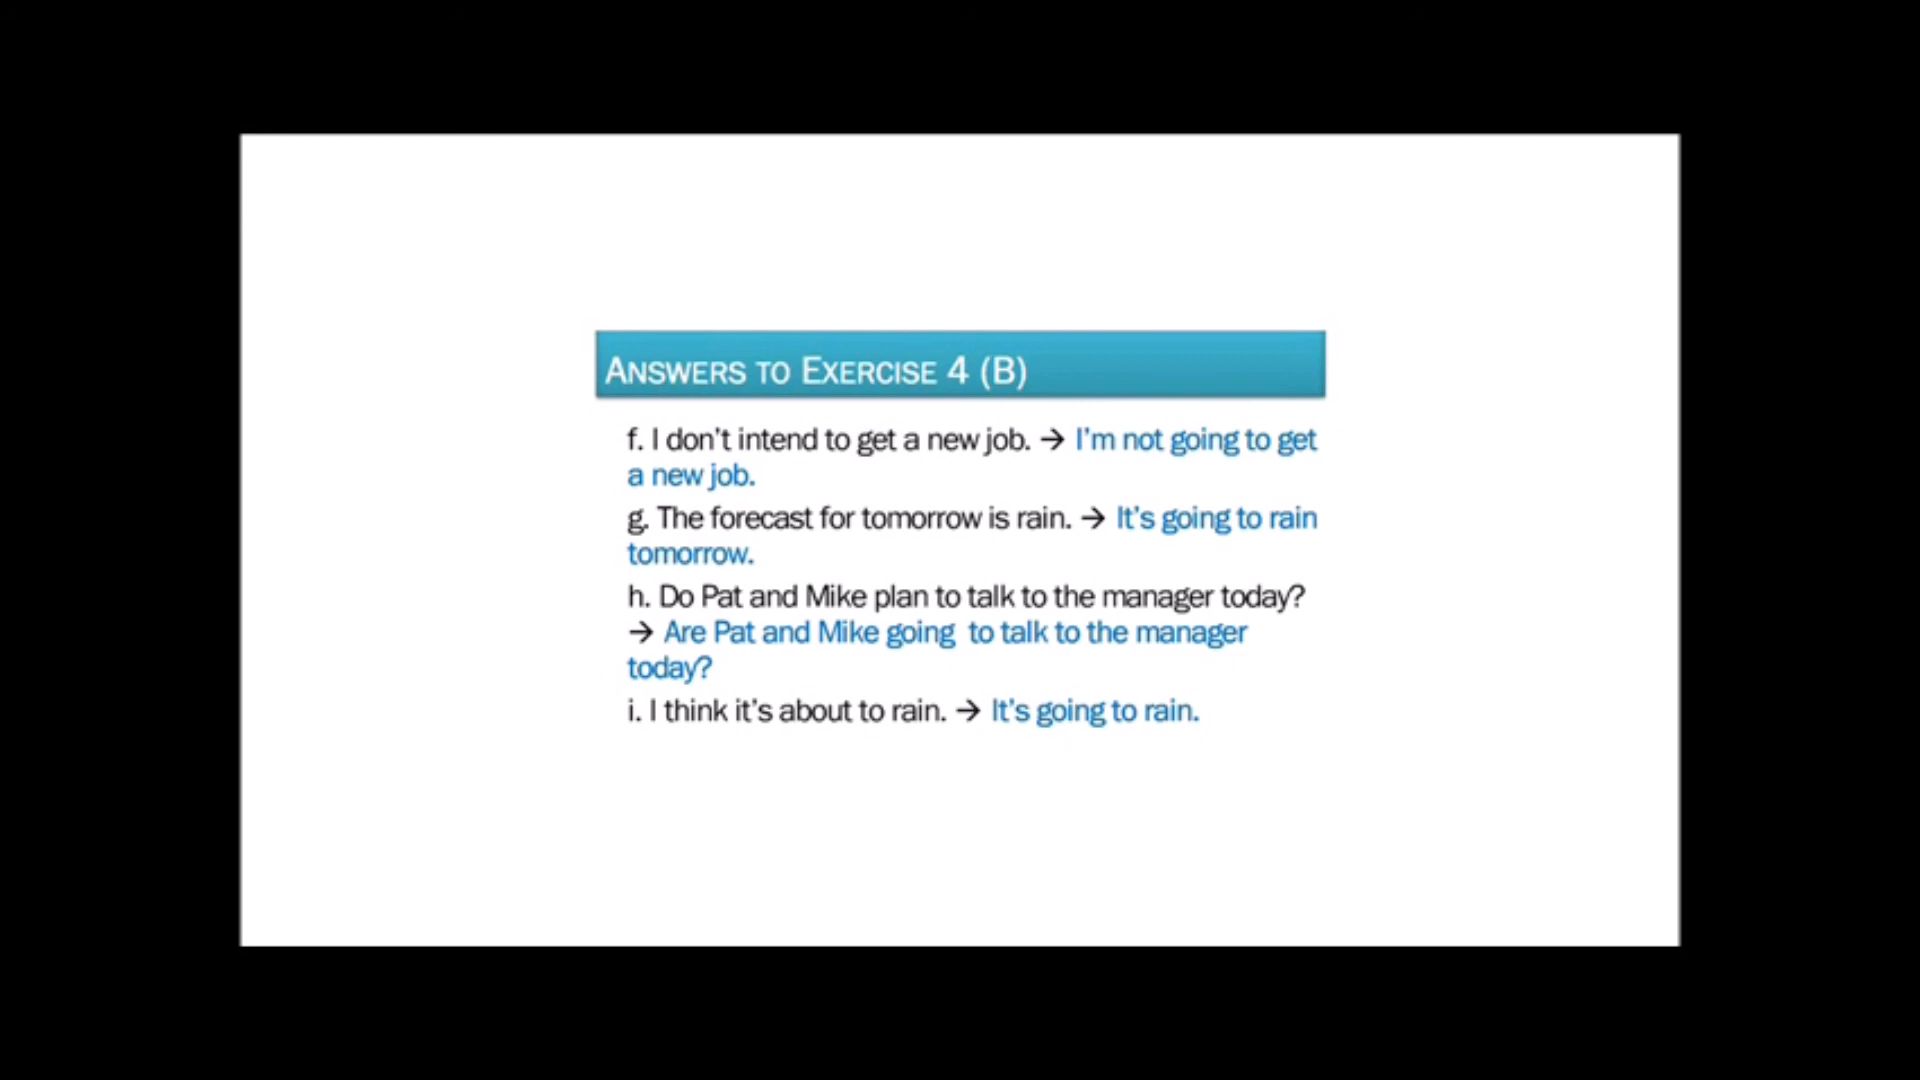 ANSWERS TO EXERCISE 4 (B)
f. I don't intend to get a new job. → I'm not going to get
a new job.
g. The forecast for tomorrow is rain. → It's going to rain
tomorrow.
h. Do Pat and Mike plan to talk to the manager today?
→ Are Pat and Mike going  to talk to the manager
today?
i. I think it's about to rain. → It's going to rain.